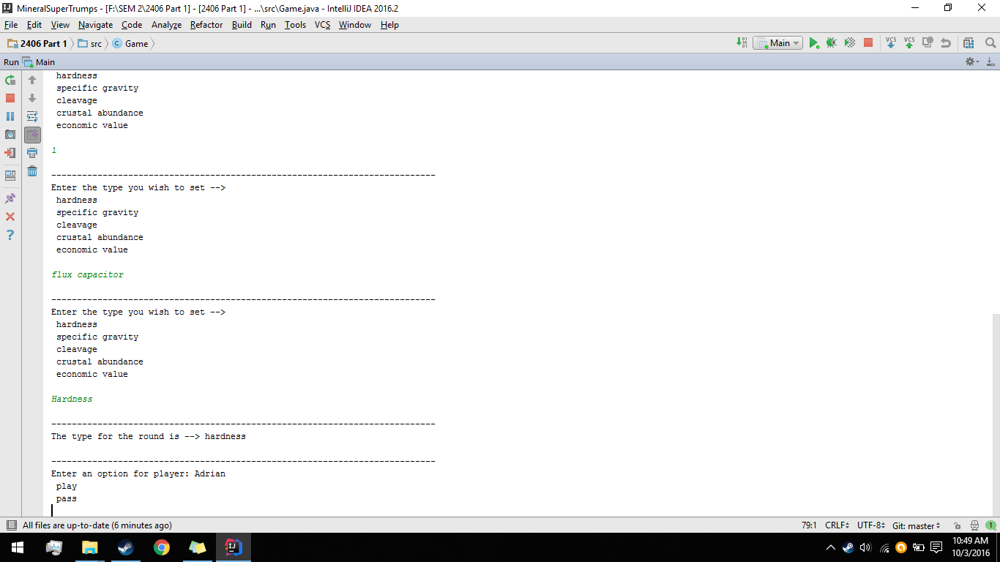 MineralSuperTrumps - [F:\SEM 2\2406 Part 1] - [2406 Part 1] - ...\src\Game.java - IntelliJ IDEA 2016.2
File Edit View Navigate Code Analyze Refactor Build Run Tools VCS Window Help
2406 Part 1 src Game Main VCS VCS
Run Main
hardness
specific gravity
cleavage
crustal abundance
economic value
1
---------------------------------------------------------------------------
Enter the type you wish to set -->
hardness
specific gravity
cleavage
crustal abundance
economic value
flux capacitor
---------------------------------------------------------------------------
Enter the type you wish to set -->
hardness
specific gravity
cleavage
crustal abundance
economic value
Hardness
---------------------------------------------------------------------------
The type for the round is --> hardness
---------------------------------------------------------------------------
Enter an option for player: Adrian
play
pass
All files are up-to-date (6 minutes ago) 79:1 CRLF UTF-8 Git: master 1
10:49 AM
10/3/2016